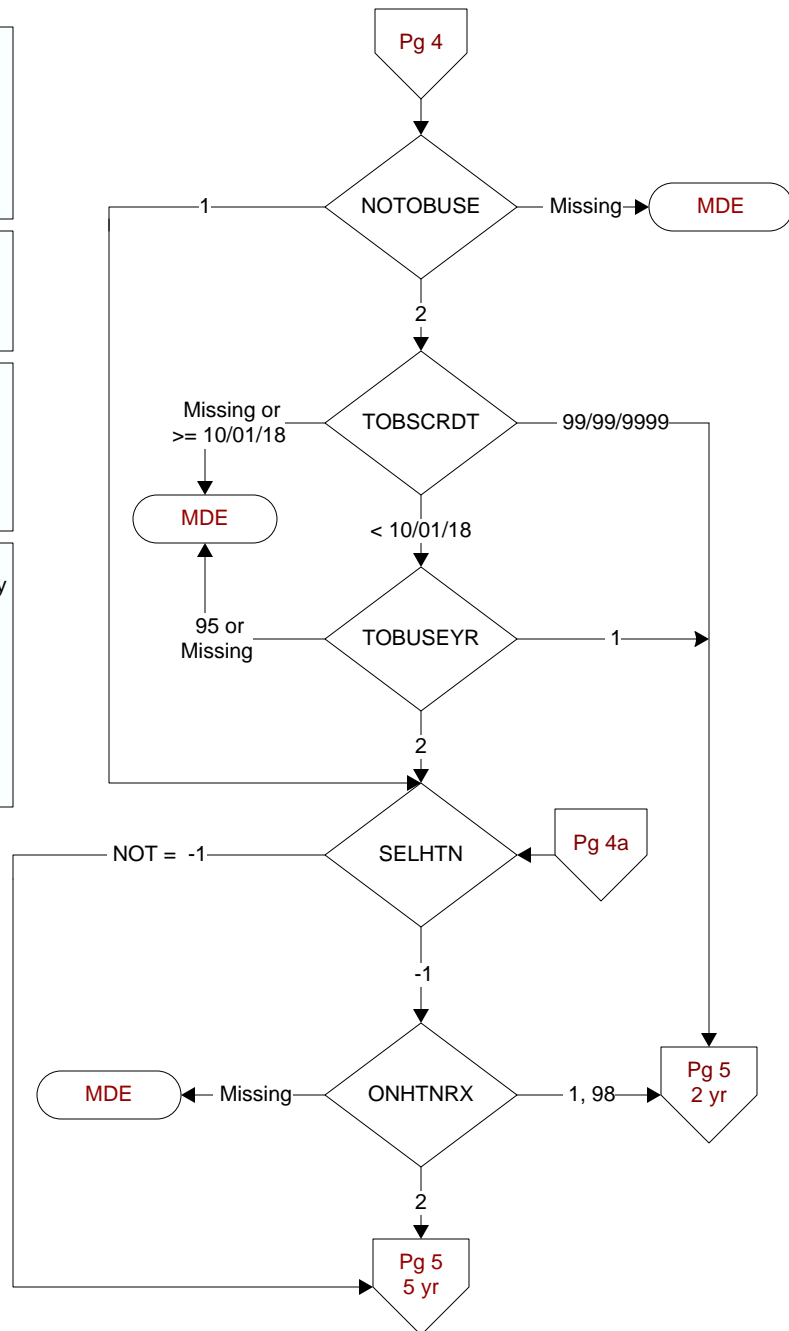 Pg 4
NOTOBUSE
1
Missing
MDE
2
TOBSCRDT
Missing or
>= 10/01/18
99/99/9999
MDE
< 10/01/18
y
TOBUSEYR
95 or
Missing
1
2
SELHTN
Pg 4a
NOT = -1
-1
ONHTNRX
Missing
MDE
1, 98
Pg 5
2 yr
2
Pg 5
5 yr